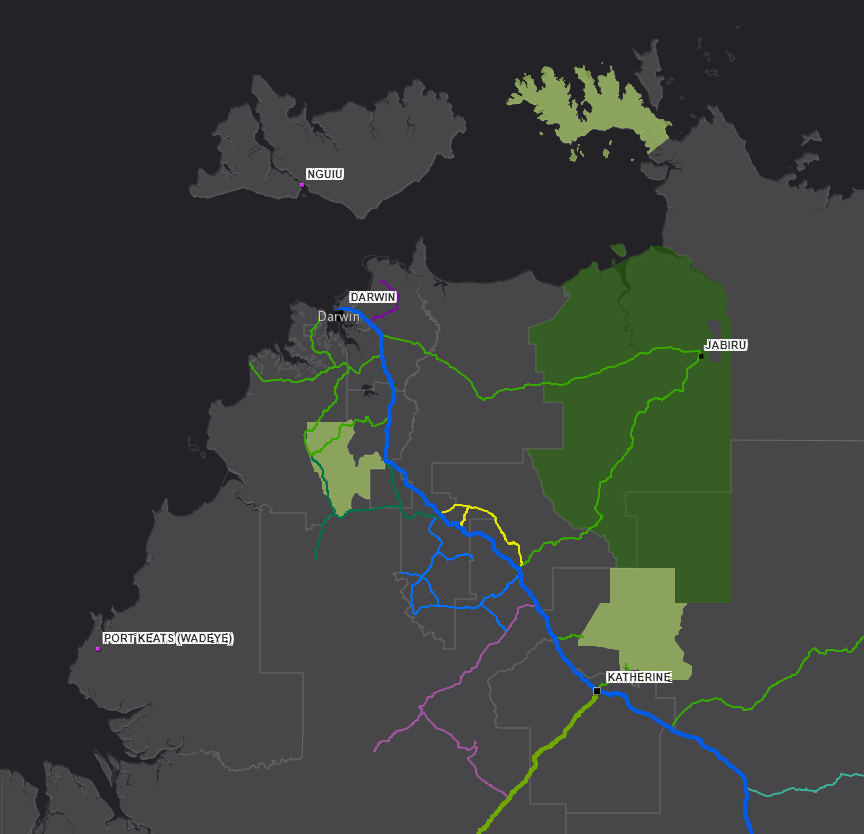 NGUIU
DARWIN
Darwin
JABIRU
PORT KEATS (WADEYE)
KATHERINE